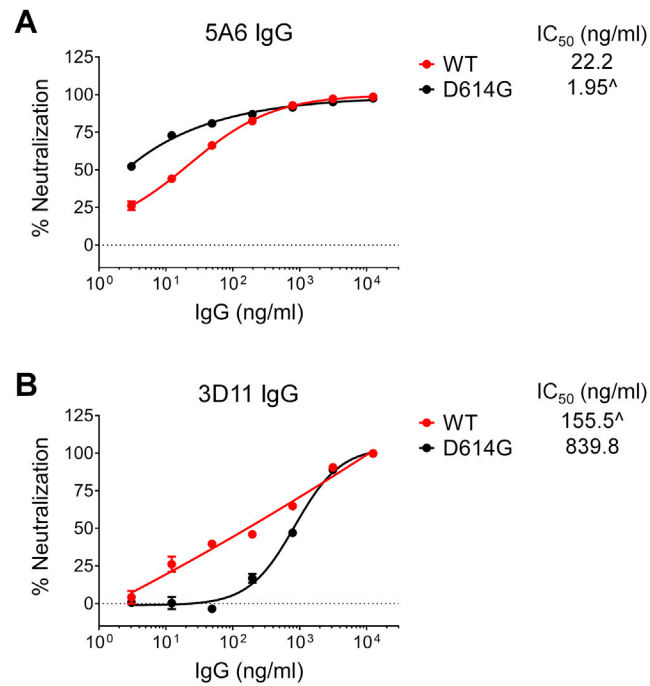 A
5A6 IgG
IC50 (ng/ml)
WT 22.2
D614G 1.95^
125
100
75
50
25
0
% Neutralization
10^0 10^1 10^2 10^3 10^4
IgG (ng/ml)
B
3D11 IgG
IC50 (ng/ml)
WT 155.5^
D614G 839.8
125
100
75
50
25
0
% Neutralization
10^0 10^1 10^2 10^3 10^4
IgG (ng/ml)